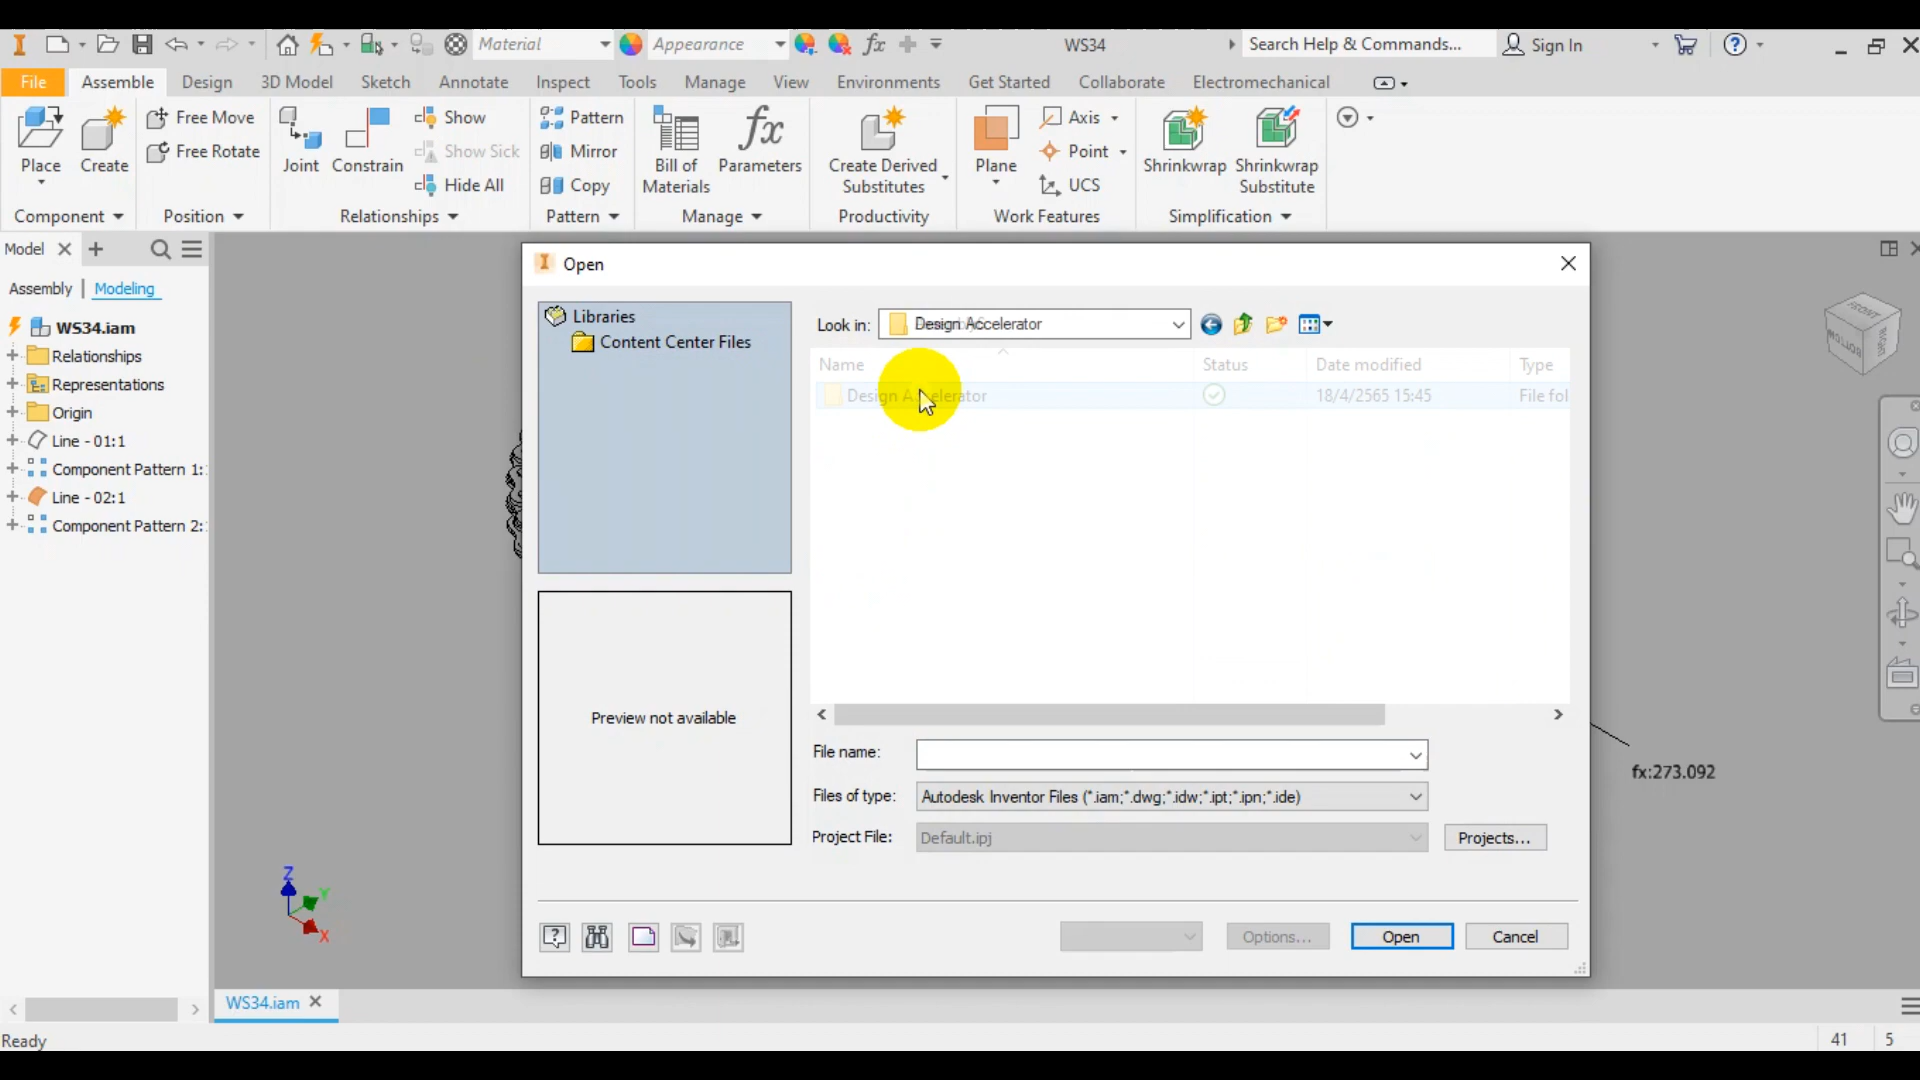 Material
Appearance
fx
WS34
Search Help & Commands...
Sign In
?
File
Assemble
Design
3D Model
Sketch
Annotate
Inspect
Tools
Manage
View
Environments
Get Started
Collaborate
Electromechanical
Place
Create
Free Move
Free Rotate
Joint
Constrain
Show
Show Sick
Hide All
Pattern
Mirror
Copy
Bill of
Materials
fx
Parameters
Create Derived
Substitutes
Plane
Axis
Point
UCS
Shrinkwrap
Shrinkwrap
Substitute
Component
Position
Relationships
Pattern
Manage
Productivity
Work Features
Simplification
Model
Assembly
Modeling
WS34.iam
Relationships
Representations
Origin
Line - 01:1
Component Pattern 1:
Line - 02:1
Component Pattern 2:
Open
Libraries
Content Center Files
Look in:
Design Accelerator
Name
Status
Date modified
Type
Design Accelerator
18/4/2565 15:45
File fol
Preview not available
File name:
Files of type:
Autodesk Inventor Files (*.iam;*.dwg;*.idw;*.ipt;*.ipn;*.ide)
Project File:
Default.ipj
Projects...
?
Options...
Open
Cancel
FRONT
RIGHT
BOTTOM
fx:273.092
Z
Y
X
WS34.iam
Ready
41
5